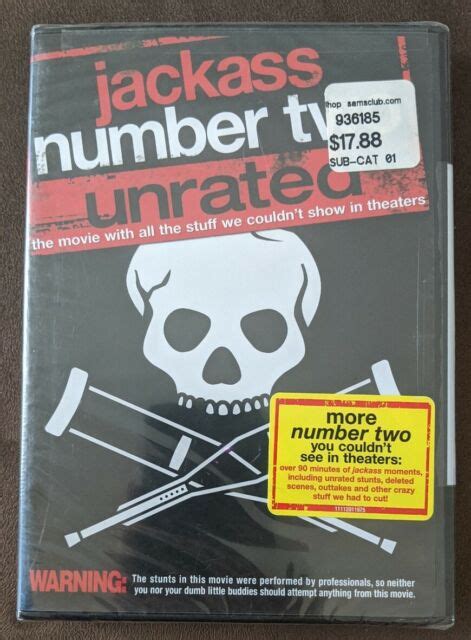 jackass
number tw
unrated
the movie with all the stuff we couldn't show in theaters
hop samsclub.com
936185
$17.88
SUB-CAT 01
more
number two
you couldn't
see in theaters:
over 90 minutes of jackass moments,
including unrated stunts, deleted
scenes, outtakes and other crazy
stuff we had to cut!
WARNING: The stunts in this movie were performed by professionals, so neither
you nor your dumb little buddies should attempt anything from this movie.